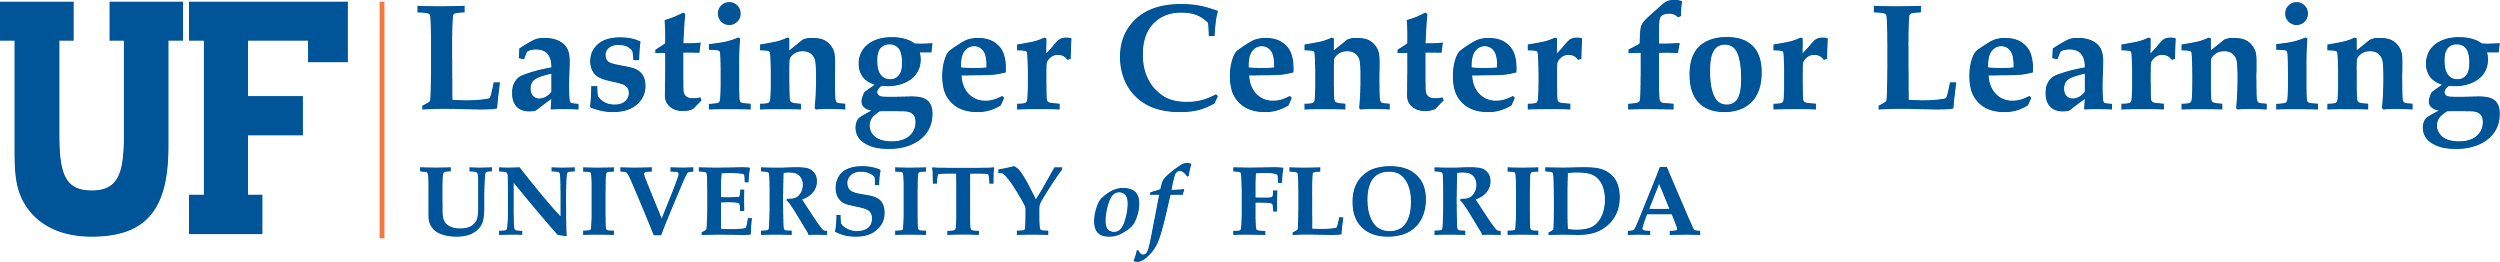 UF Lastinger Center for Learning
UNIVERSITY of FLORIDA